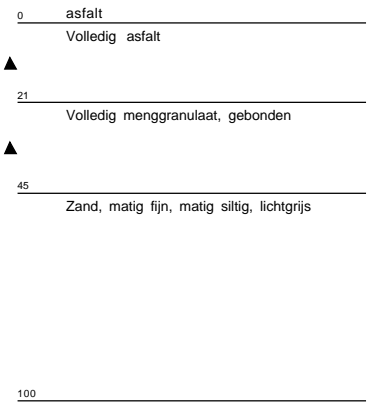 0 asfalt
Volledig asfalt
21
Volledig menggranulaat, gebonden
45
Zand, matig fijn, matig siltig, lichtgrijs
100